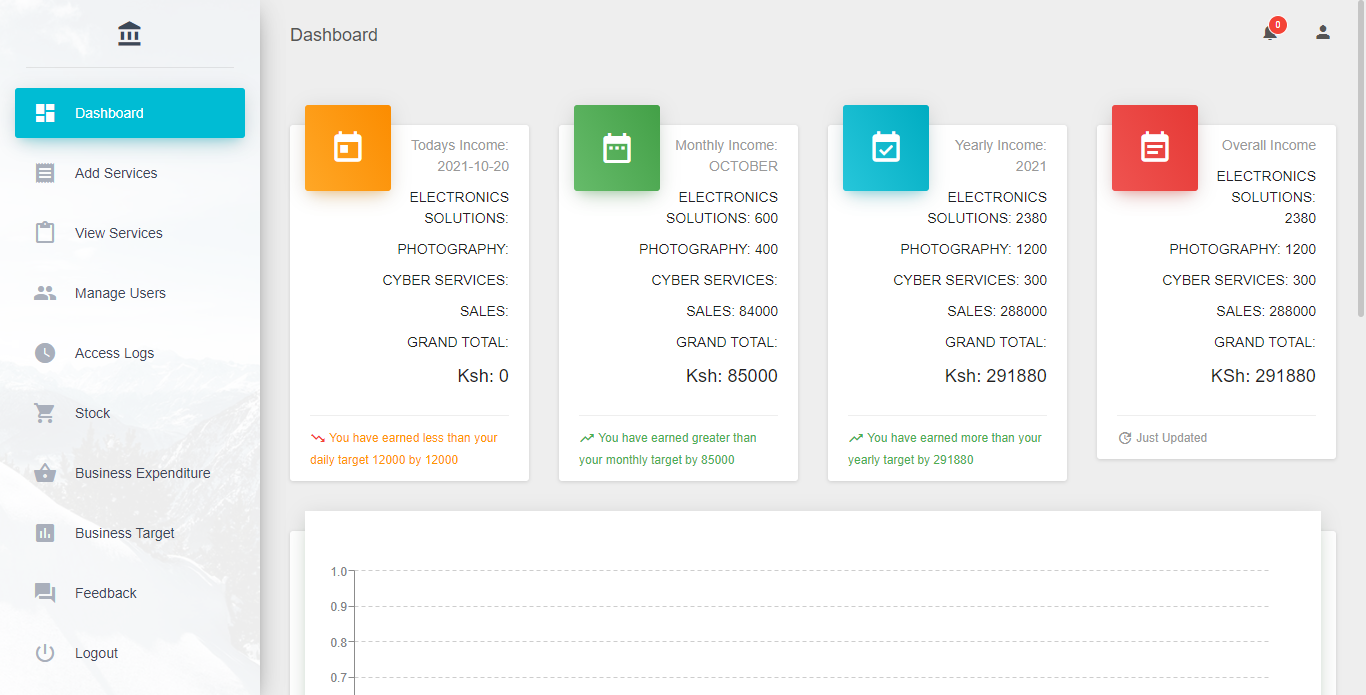 Dashboard
0
Dashboard
Add Services
View Services
Manage Users
Access Logs
Stock
Business Expenditure
Business Target
Feedback
Logout
Todays Income:
2021-10-20
ELECTRONICS
SOLUTIONS:
PHOTOGRAPHY:
CYBER SERVICES:
SALES:
GRAND TOTAL:
Ksh: 0
You have earned less than your
daily target 12000 by 12000
Monthly Income:
OCTOBER
ELECTRONICS
SOLUTIONS: 600
PHOTOGRAPHY: 400
CYBER SERVICES:
SALES: 84000
GRAND TOTAL:
Ksh: 85000
You have earned greater than
your monthly target by 85000
Yearly Income:
2021
ELECTRONICS
SOLUTIONS: 2380
PHOTOGRAPHY: 1200
CYBER SERVICES: 300
SALES: 288000
GRAND TOTAL:
Ksh: 291880
You have earned more than your
yearly target by 291880
Overall Income
ELECTRONICS
SOLUTIONS:
2380
PHOTOGRAPHY: 1200
CYBER SERVICES: 300
SALES: 288000
GRAND TOTAL:
KSh: 291880
Just Updated
1.0
0.9
0.8
0.7